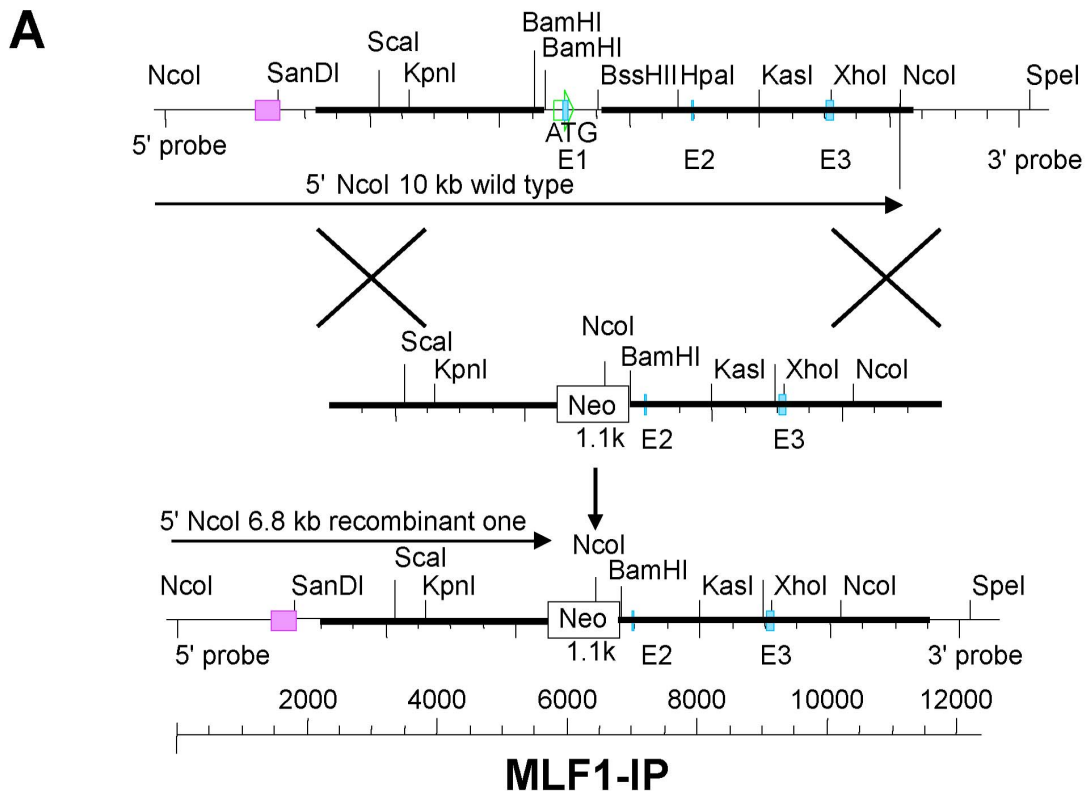 A
BamHI
ScaI BamHI
NcoI SanDI KpnI BssHII HpaI KasI XhoI NcoI SpeI
ATG
5' probe E1 E2 E3 3' probe
5' NcoI 10 kb wild type
NcoI
ScaI BamHI
KpnI KasI XhoI NcoI
Neo
1.1k E2 E3
5' NcoI 6.8 kb recombinant one
NcoI
ScaI BamHI
NcoI SanDI KpnI KasI XhoI NcoI SpeI
Neo
5' probe 1.1k E2 E3 3' probe
2000 4000 6000 8000 10000 12000
MLF1-IP